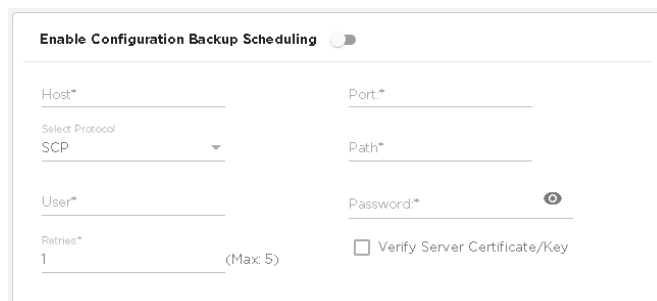 Enable Configuration Backup Scheduling
Host*
Port:*
Select Protocol
SCP
Path*
User*
Password:*
Retries:*
1 (Max: 5)
Verify Server Certificate/Key